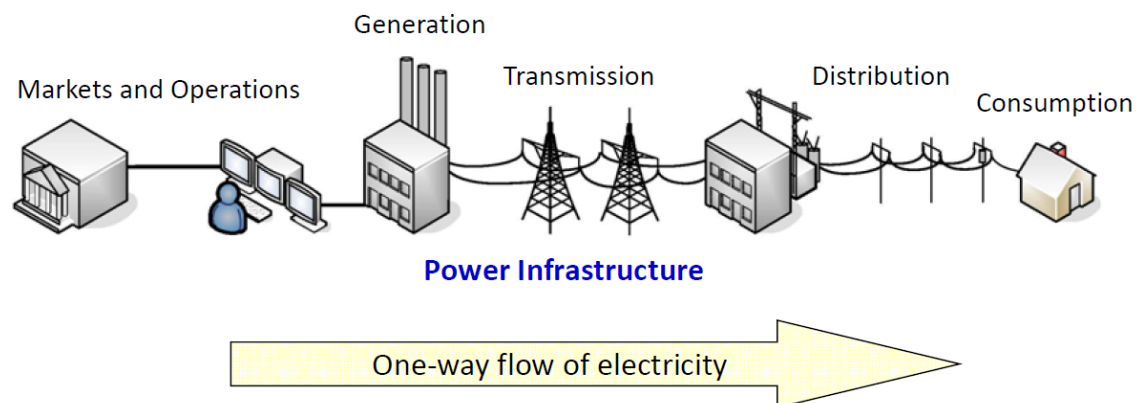 Generation
Markets and Operations
Transmission
Distribution
Consumption
Power Infrastructure
One-way flow of electricity